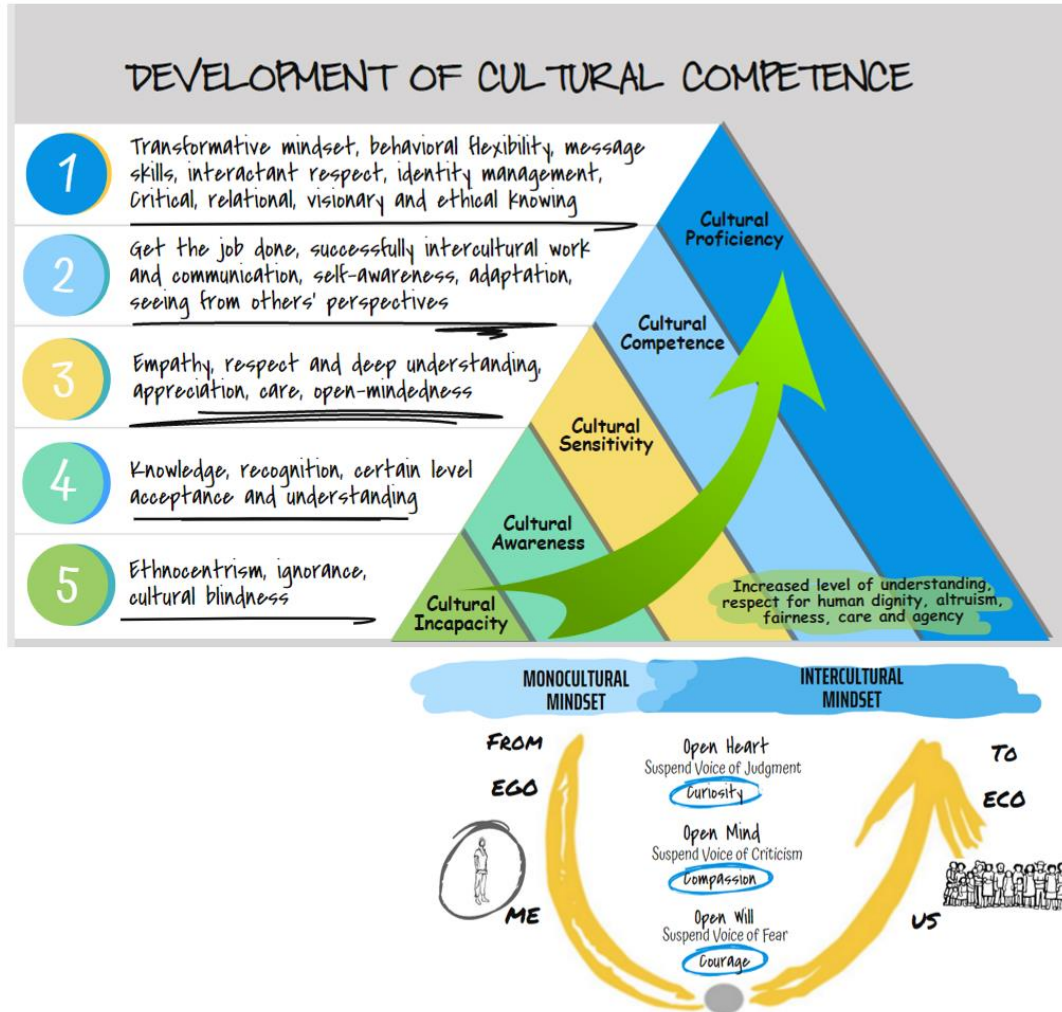 DEVELOPMENT OF CULTURAL COMPETENCE
1
Transformative mindset, behavioral flexibility, message
skills, interactant respect, identity management,
Critical, relational, visionary and ethical knowing
Cultural
Proficiency
2
Get the job done, successfully intercultural work
and communication, self-awareness, adaptation,
seeing from others' perspectives
Cultural
Competence
3
Empathy, respect and deep understanding,
appreciation, care, open-mindedness
Cultural
Sensitivity
4
Knowledge, recognition, certain level
acceptance and understanding
Cultural
Awareness
5
Ethnocentrism, ignorance,
cultural blindness
Cultural
Incapacity
Increased level of understanding,
respect for human dignity, altruism,
fairness, care and agency
MONOCULTURAL
MINDSET
INTERCULTURAL
MINDSET
FROM
EGO
ME
Open Heart
Suspend Voice of Judgment
Curiosity
Open Mind
Suspend Voice of Criticism
Compassion
Open Will
Suspend Voice of Fear
Courage
TO
ECO
US